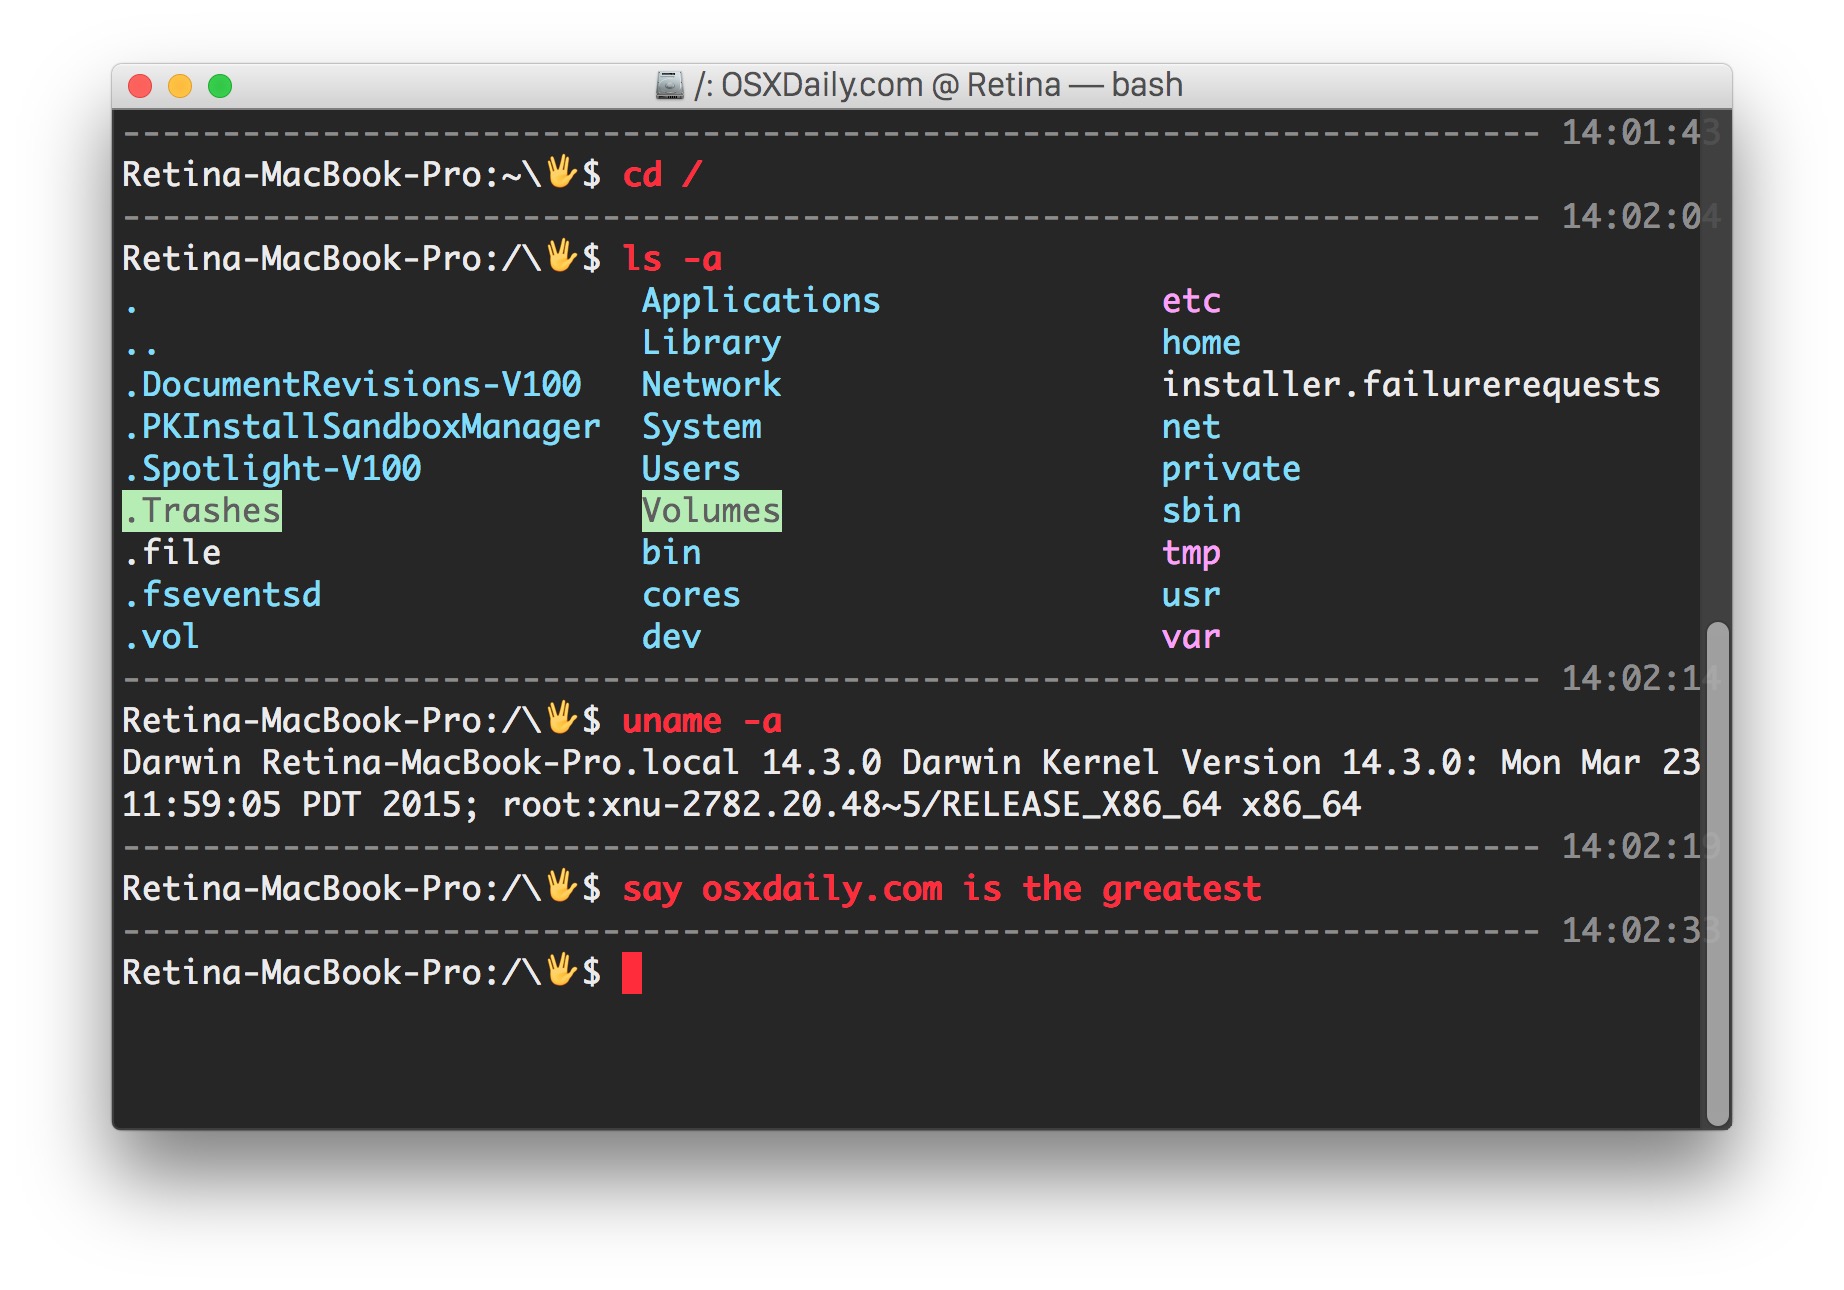 /: OSXDaily.com @ Retina — bash
----------------------------------------------------------------------- 14:01:43
Retina-MacBook-Pro:~\🖖$ cd /
----------------------------------------------------------------------- 14:02:04
Retina-MacBook-Pro:/\🖖$ ls -a
. Applications etc
.. Library home
.DocumentRevisions-V100 Network installer.failurerequests
.PKInstallSandboxManager System net
.Spotlight-V100 Users private
.Trashes Volumes sbin
.file bin tmp
.fseventsd cores usr
.vol dev var
----------------------------------------------------------------------- 14:02:14
Retina-MacBook-Pro:/\🖖$ uname -a
Darwin Retina-MacBook-Pro.local 14.3.0 Darwin Kernel Version 14.3.0: Mon Mar 23
11:59:05 PDT 2015; root:xnu-2782.20.48~5/RELEASE_X86_64 x86_64
----------------------------------------------------------------------- 14:02:19
Retina-MacBook-Pro:/\🖖$ say osxdaily.com is the greatest
----------------------------------------------------------------------- 14:02:33
Retina-MacBook-Pro:/\🖖$